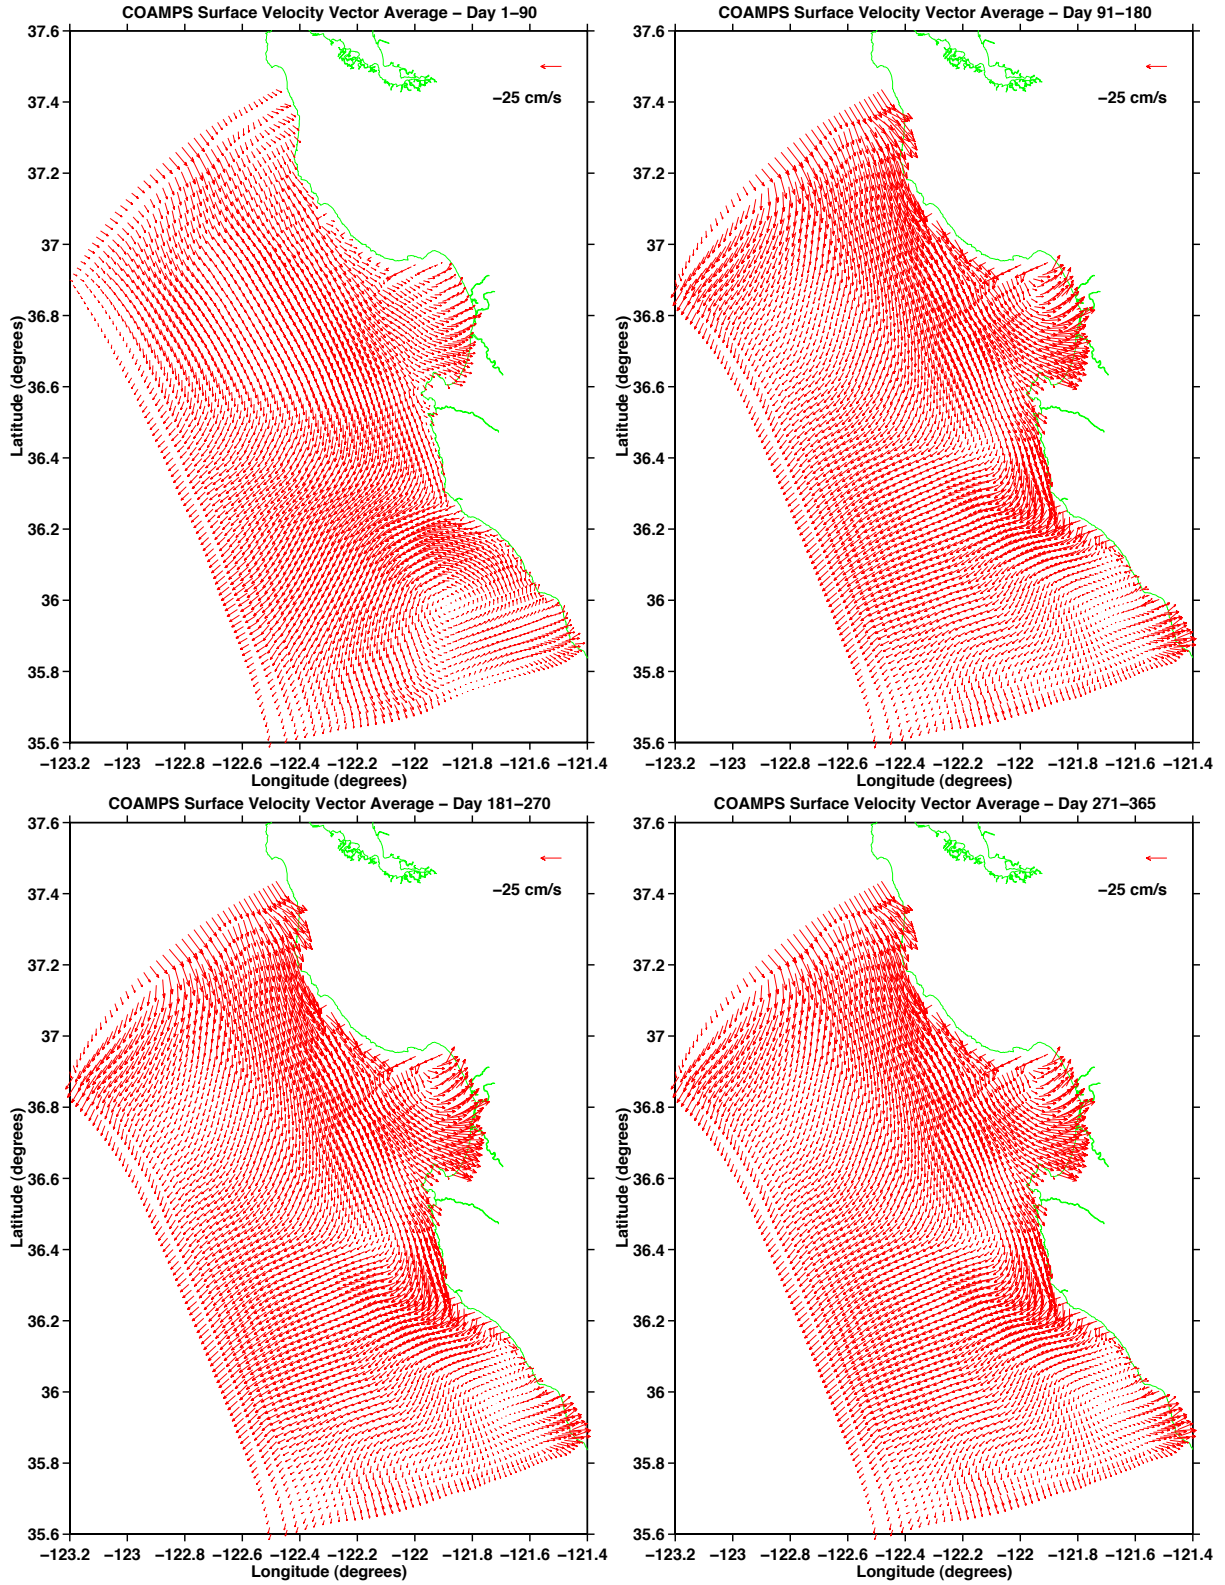 COAMPS Surface Velocity Vector Average – Day 1–90
37.6
37.4
37.2
37
36.8
36.6
36.4
36.2
36
35.8
35.6
Latitude (degrees)
−25 cm/s
−123.2 −123 −122.8 −122.6 −122.4 −122.2 −122 −121.8 −121.6 −121.4
Longitude (degrees)
COAMPS Surface Velocity Vector Average – Day 91–180
37.6
37.4
37.2
37
36.8
36.6
36.4
36.2
36
35.8
35.6
Latitude (degrees)
−25 cm/s
−123.2 −123 −122.8 −122.6 −122.4 −122.2 −122 −121.8 −121.6 −121.4
Longitude (degrees)
COAMPS Surface Velocity Vector Average – Day 181–270
37.6
37.4
37.2
37
36.8
36.6
36.4
36.2
36
35.8
35.6
Latitude (degrees)
−25 cm/s
−123.2 −123 −122.8 −122.6 −122.4 −122.2 −122 −121.8 −121.6 −121.4
Longitude (degrees)
COAMPS Surface Velocity Vector Average – Day 271–365
37.6
37.4
37.2
37
36.8
36.6
36.4
36.2
36
35.8
35.6
Latitude (degrees)
−25 cm/s
−123.2 −123 −122.8 −122.6 −122.4 −122.2 −122 −121.8 −121.6 −121.4
Longitude (degrees)